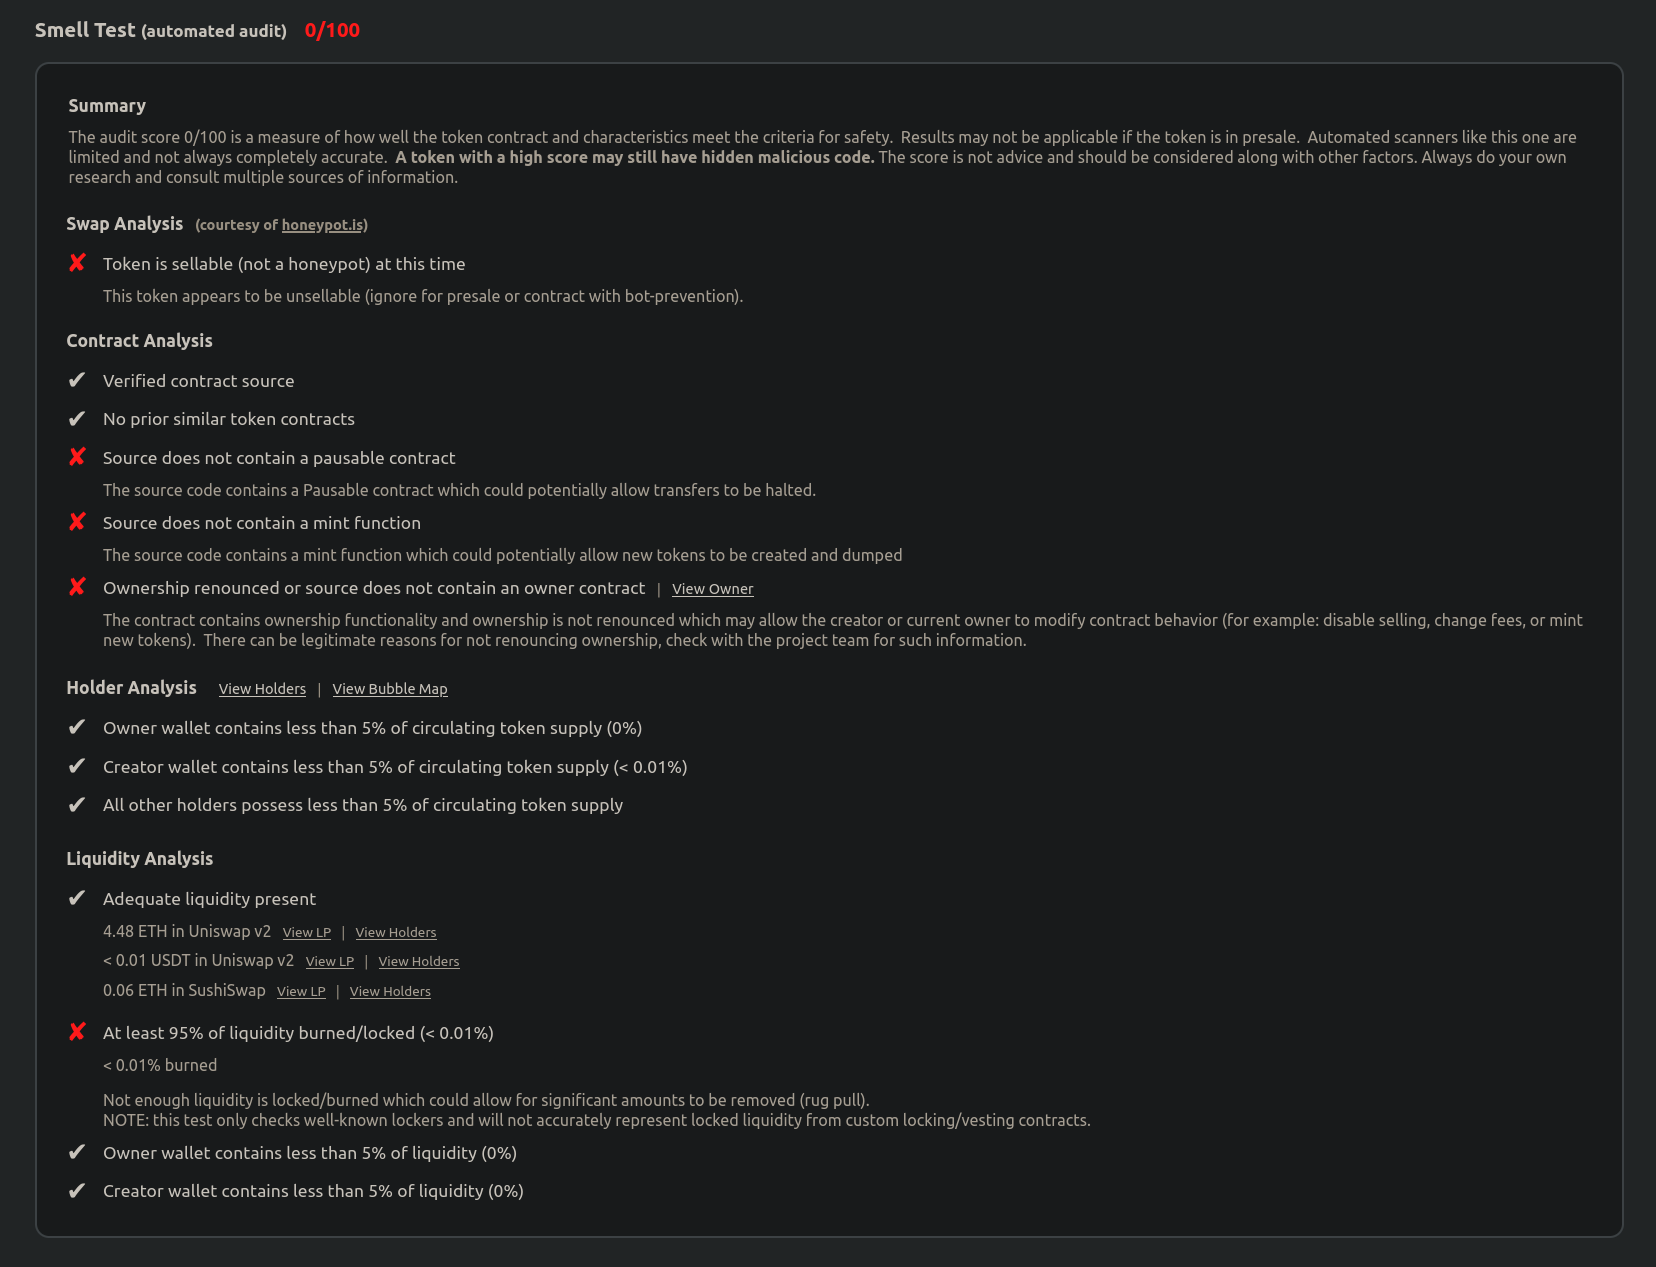 Smell Test (automated audit) 0/100
Summary
The audit score 0/100 is a measure of how well the token contract and characteristics meet the criteria for safety.  Results may not be applicable if the token is in presale.  Automated scanners like this one are
limited and not always completely accurate.  A token with a high score may still have hidden malicious code. The score is not advice and should be considered along with other factors. Always do your own
research and consult multiple sources of information.
Swap Analysis (courtesy of honeypot.is)
✘ Token is sellable (not a honeypot) at this time
This token appears to be unsellable (ignore for presale or contract with bot-prevention).
Contract Analysis
✔ Verified contract source
✔ No prior similar token contracts
✘ Source does not contain a pausable contract
The source code contains a Pausable contract which could potentially allow transfers to be halted.
✘ Source does not contain a mint function
The source code contains a mint function which could potentially allow new tokens to be created and dumped
✘ Ownership renounced or source does not contain an owner contract | View Owner
The contract contains ownership functionality and ownership is not renounced which may allow the creator or current owner to modify contract behavior (for example: disable selling, change fees, or mint
new tokens).  There can be legitimate reasons for not renouncing ownership, check with the project team for such information.
Holder Analysis View Holders | View Bubble Map
✔ Owner wallet contains less than 5% of circulating token supply (0%)
✔ Creator wallet contains less than 5% of circulating token supply (< 0.01%)
✔ All other holders possess less than 5% of circulating token supply
Liquidity Analysis
✔ Adequate liquidity present
4.48 ETH in Uniswap v2 View LP | View Holders
< 0.01 USDT in Uniswap v2 View LP | View Holders
0.06 ETH in SushiSwap View LP | View Holders
✘ At least 95% of liquidity burned/locked (< 0.01%)
< 0.01% burned
Not enough liquidity is locked/burned which could allow for significant amounts to be removed (rug pull).
NOTE: this test only checks well-known lockers and will not accurately represent locked liquidity from custom locking/vesting contracts.
✔ Owner wallet contains less than 5% of liquidity (0%)
✔ Creator wallet contains less than 5% of liquidity (0%)